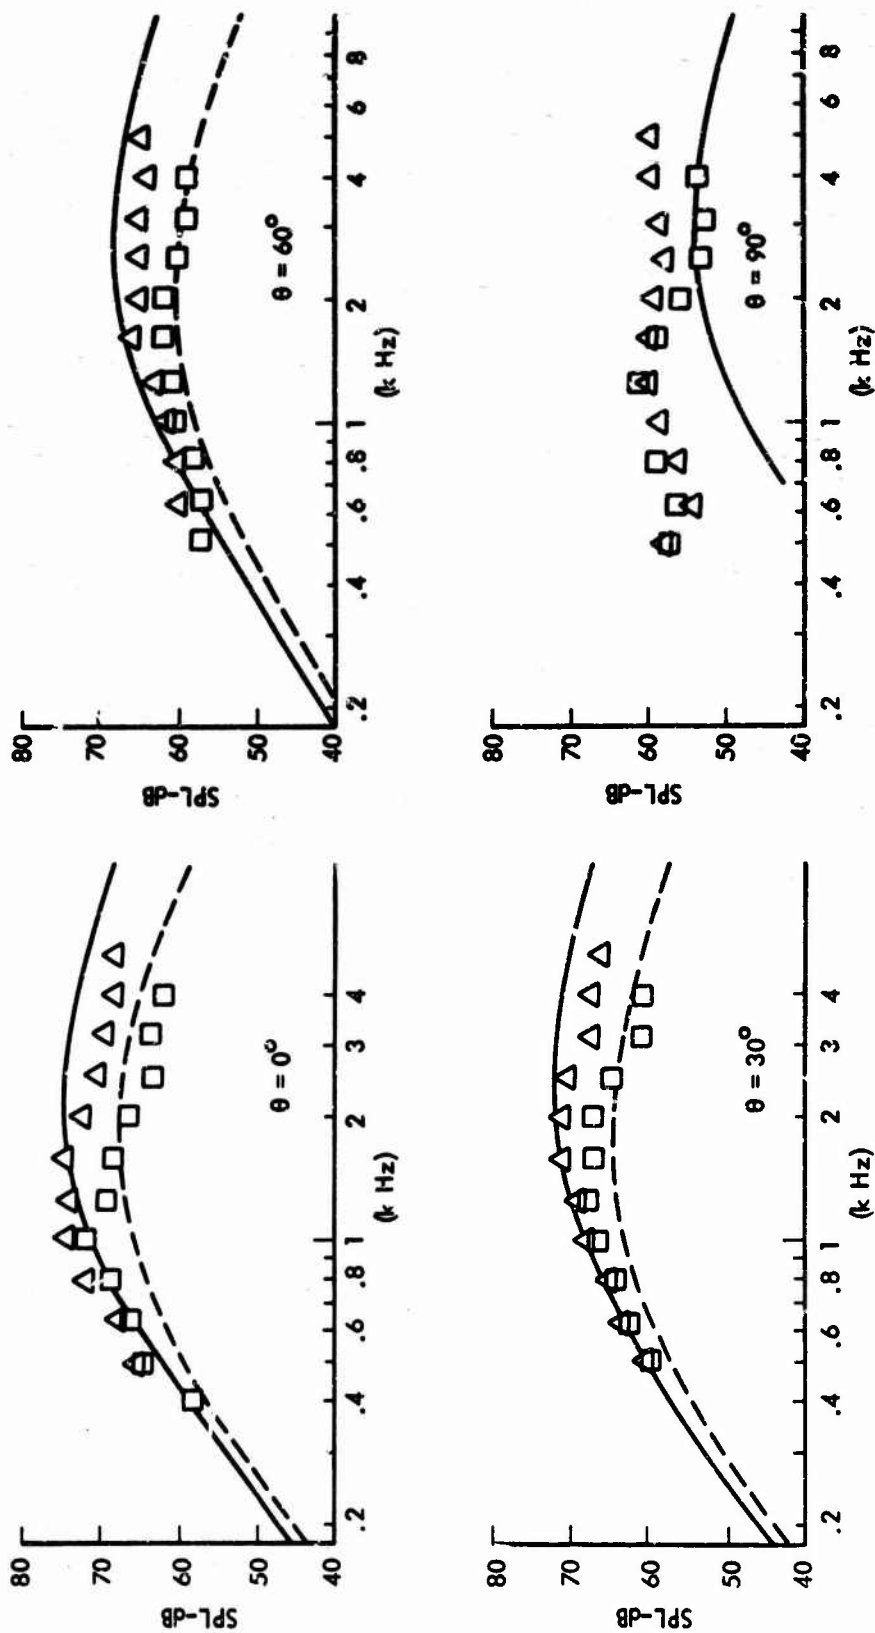 80
70
60
50
40
SPL-dB
θ = 0°
.2 .4 .6 .8 1 2 3 4
(k Hz)
80
70
60
50
40
SPL-dB
θ = 60°
.2 .4 .6 .8 1 2 4 6 8
(k Hz)
80
70
60
50
40
SPL-dB
θ = 30°
.2 .4 .6 .8 1 2 3 4
(k Hz)
80
70
60
50
40
SPL-dB
θ = 90°
.2 .4 .6 .8 1 2 4 6 8
(k Hz)